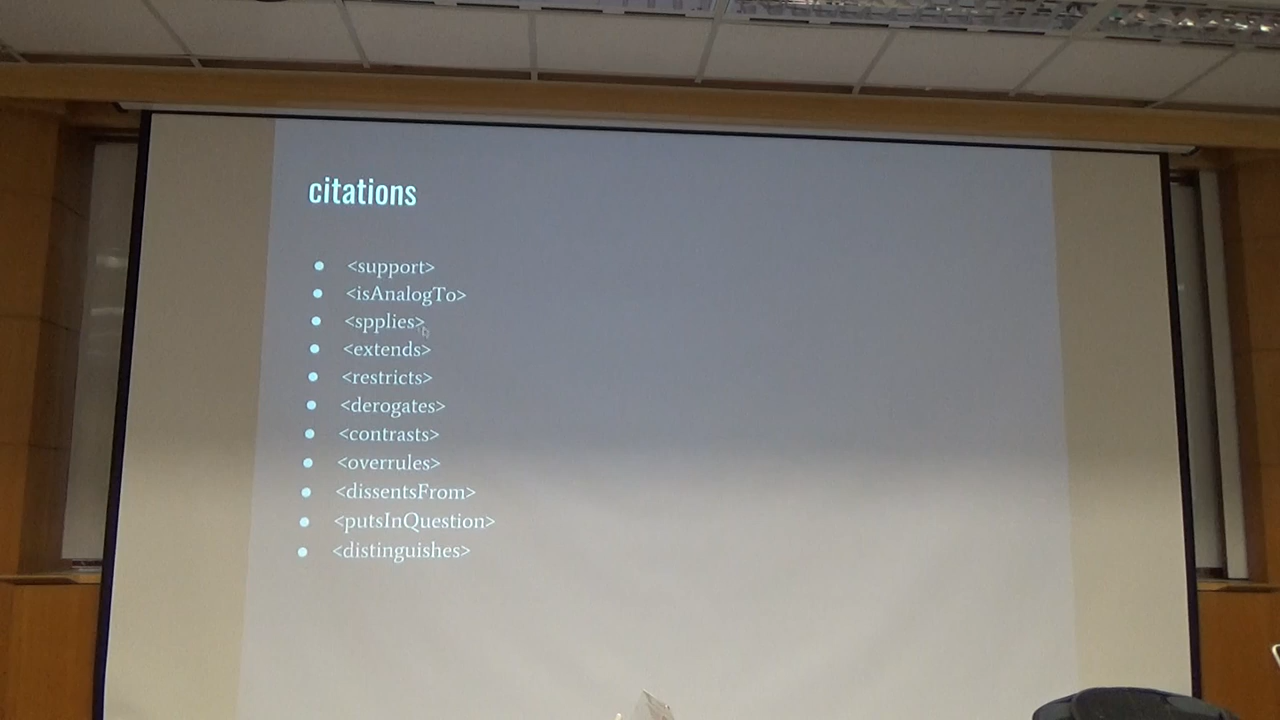 citations
● <support>
● <isAnalogTo>
● <spplies>
● <extends>
● <restricts>
● <derogates>
● <contrasts>
● <overrules>
● <dissentsFrom>
● <putsInQuestion>
● <distinguishes>